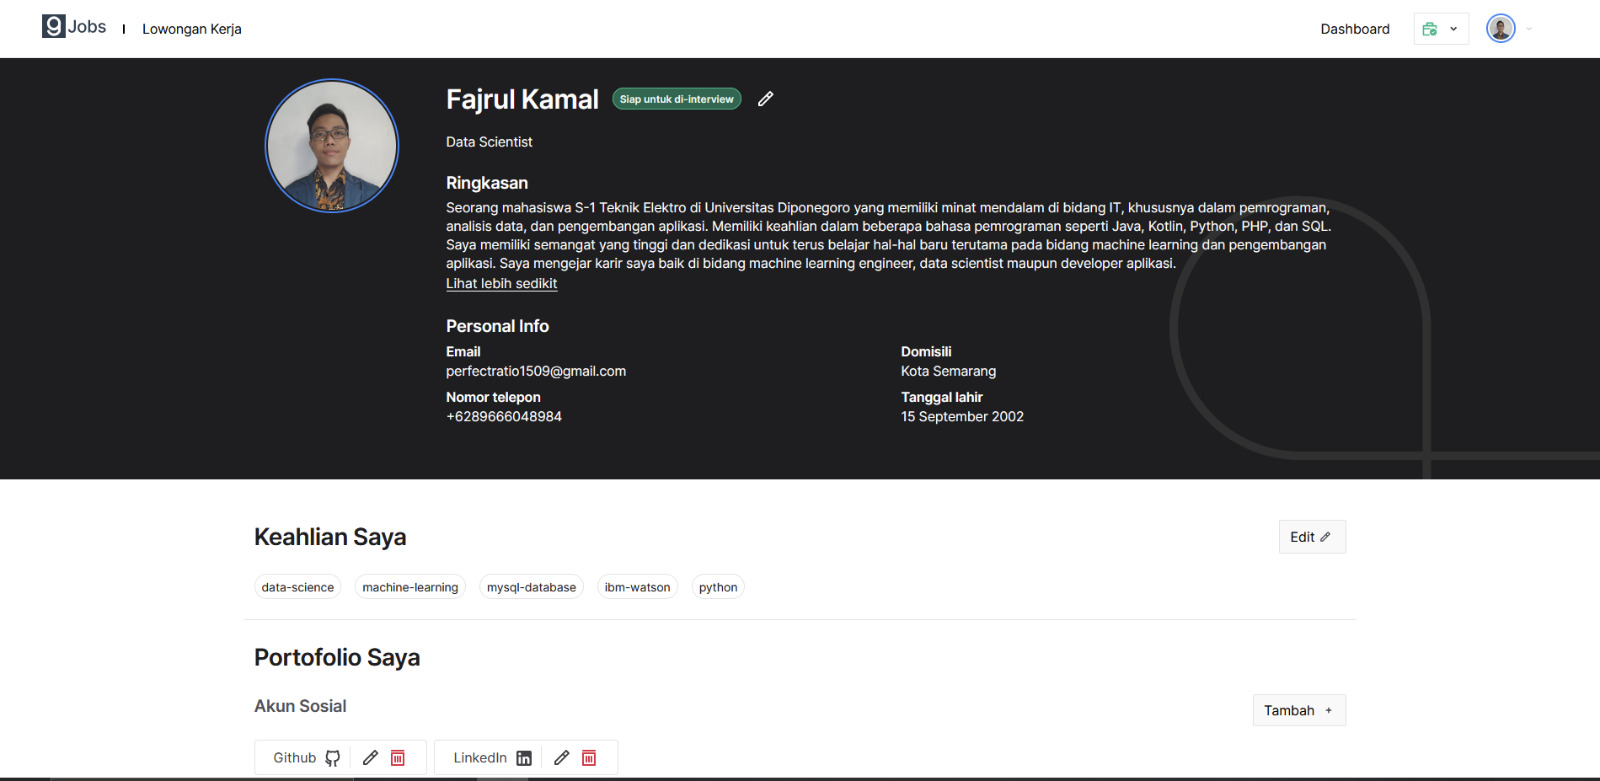 g Jobs
Lowongan Kerja
Dashboard
Fajrul Kamal
Siap untuk di-interview
Data Scientist
Ringkasan
Seorang mahasiswa S-1 Teknik Elektro di Universitas Diponegoro yang memiliki minat mendalam di bidang IT, khususnya dalam pemrograman,
analisis data, dan pengembangan aplikasi. Memiliki keahlian dalam beberapa bahasa pemrograman seperti Java, Kotlin, Python, PHP, dan SQL.
Saya memiliki semangat yang tinggi dan dedikasi untuk terus belajar hal-hal baru terutama pada bidang machine learning dan pengembangan
aplikasi. Saya mengejar karir saya baik di bidang machine learning engineer, data scientist maupun developer aplikasi.
Lihat lebih sedikit
Personal Info
Email
perfectratio1509@gmail.com
Domisili
Kota Semarang
Nomor telepon
+6289666048984
Tanggal lahir
15 September 2002
Keahlian Saya
Edit
data-science
machine-learning
mysql-database
ibm-watson
python
Portofolio Saya
Akun Sosial
Tambah +
Github
LinkedIn